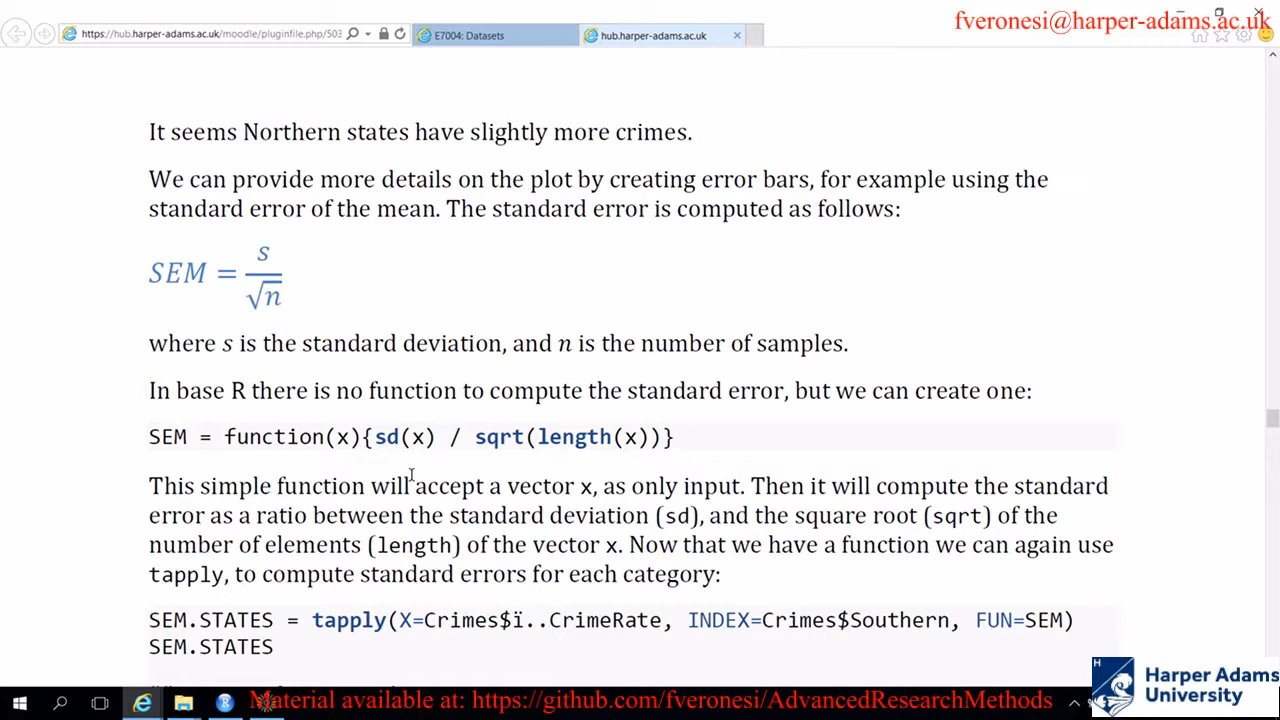 fveronesi@harper-adams.ac.uk
https://hub.harper-adams.ac.uk/moodle/pluginfile.php/503
E7004: Datasets
hub.harper-adams.ac.uk
It seems Northern states have slightly more crimes.
We can provide more details on the plot by creating error bars, for example using the
standard error of the mean. The standard error is computed as follows:
SEM = s / √n
where s is the standard deviation, and n is the number of samples.
In base R there is no function to compute the standard error, but we can create one:
SEM = function(x){sd(x) / sqrt(length(x))}
This simple function will accept a vector x, as only input. Then it will compute the standard
error as a ratio between the standard deviation (sd), and the square root (sqrt) of the
number of elements (length) of the vector x. Now that we have a function we can again use
tapply, to compute standard errors for each category:
SEM.STATES = tapply(X=Crimes$ï..CrimeRate, INDEX=Crimes$Southern, FUN=SEM)
SEM.STATES
H
Harper Adams
University
Material available at: https://github.com/fveronesi/AdvancedResearchMethods